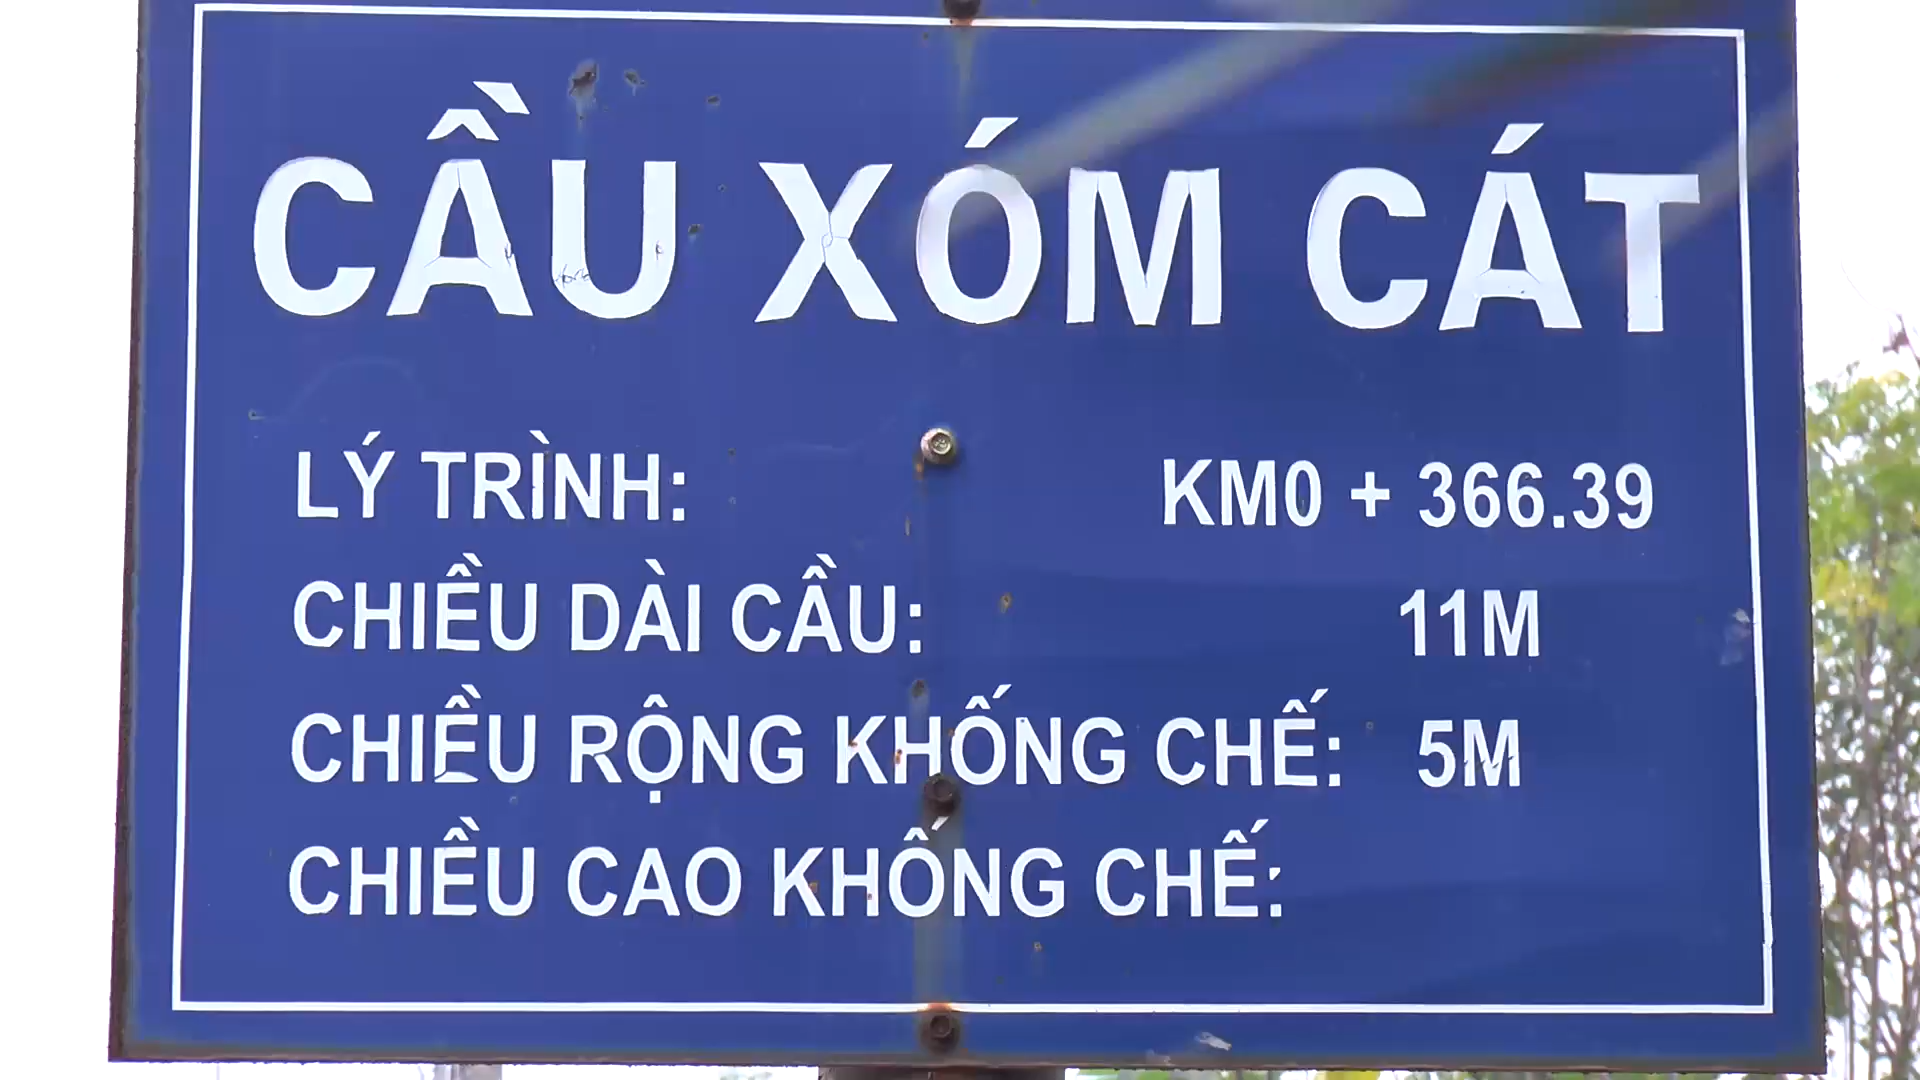 CẦU XÓM CÁT
LÝ TRÌNH: KM0 + 366.39
CHIỀU DÀI CẦU: 11M
CHIỀU RỘNG KHỐNG CHẾ: 5M
CHIỀU CAO KHỐNG CHẾ: